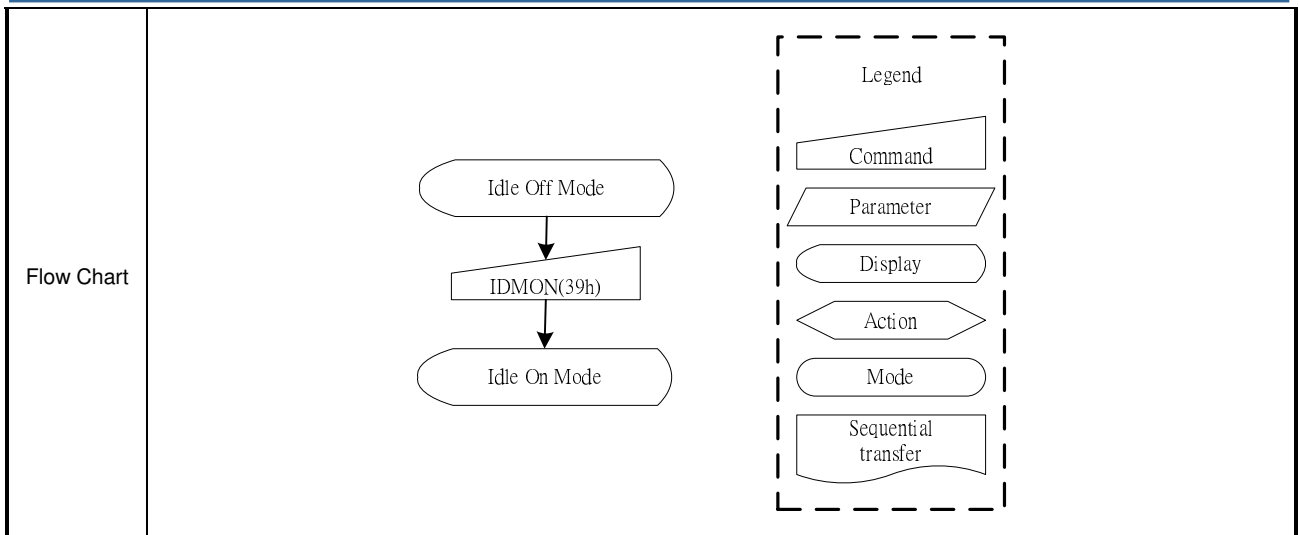 Flow Chart
Idle Off Mode
IDMON(39h)
Idle On Mode
Legend
Command
Parameter
Display
Action
Mode
Sequential
transfer